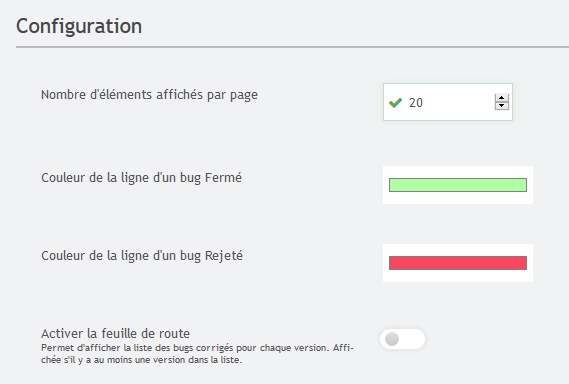 Configuration
Nombre d'éléments affichés par page
20
Couleur de la ligne d'un bug Fermé
Couleur de la ligne d'un bug Rejeté
Activer la feuille de route
Permet d'afficher la liste des bugs corrigés pour chaque version. Affi-
chée s'il y a au moins une version dans la liste.